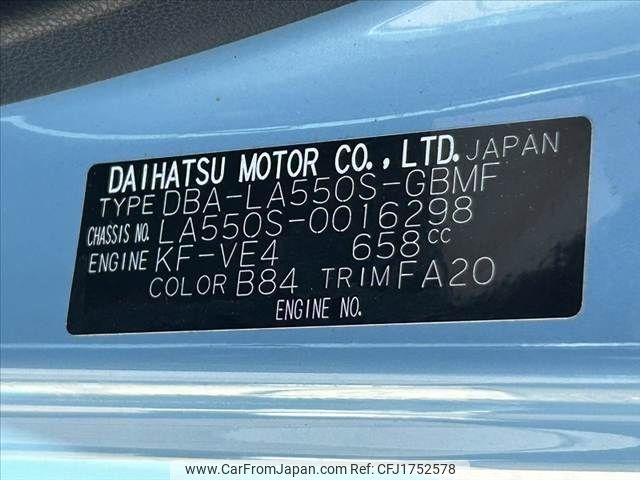 DAIHATSU MOTOR CO., LTD. JAPAN
TYPE DBA-LA550S-GBMF
CHASSIS NO. LA550S-0016298
ENGINE KF-VE4 658cc
COLOR B84 TRIM FA20
ENGINE NO.
www.CarFromJapan.com Ref: CFJ1752578